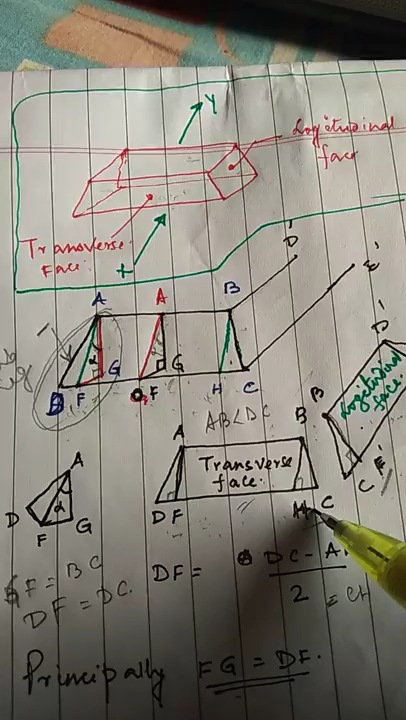 Y
Logitudinal
face
Transverse
Face
X
D'
E'
A A B
D F G F G H C
D'
B
Logitudinal
face
C E'
AB<DC
A B
Transverse
face.
D F H C
A
D α
F G
F = BC
DF = DC
DF = DC - A
2
Principally FG = DF.